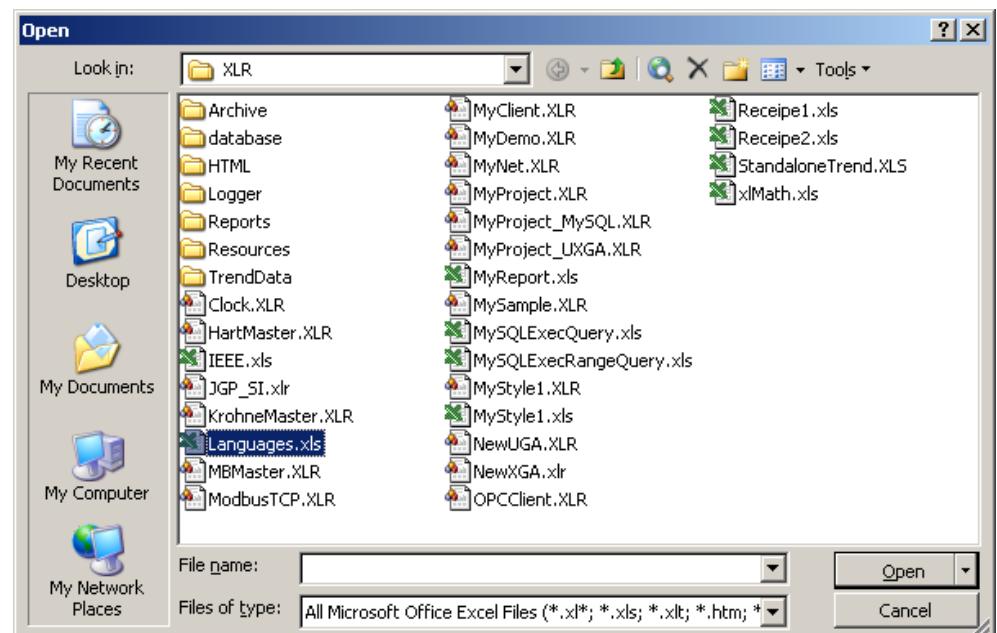 Open
Look in:
XLR
Tools
My Recent
Documents
Desktop
My Documents
My Computer
My Network
Places
Archive
database
HTML
Logger
Reports
Resources
TrendData
Clock.XLR
HartMaster.XLR
IEEE.xls
JGP_SI.xlr
KrohneMaster.XLR
Languages.xls
MBMaster.XLR
ModbusTCP.XLR
MyClient.XLR
MyDemo.XLR
MyNet.XLR
MyProject.XLR
MyProject_MySQL.XLR
MyProject_UXGA.XLR
MyReport.xls
MySample.XLR
MySQLExecQuery.xls
MySQLExecRangeQuery.xls
MyStyle1.XLR
MyStyle1.xls
NewUGA.XLR
NewXGA.xlr
OPCClient.XLR
Receipe1.xls
Receipe2.xls
StandaloneTrend.XLS
xlMath.xls
File name:
Open
Files of type:
All Microsoft Office Excel Files (*.xl*; *.xls; *.xlt; *.htm; *
Cancel